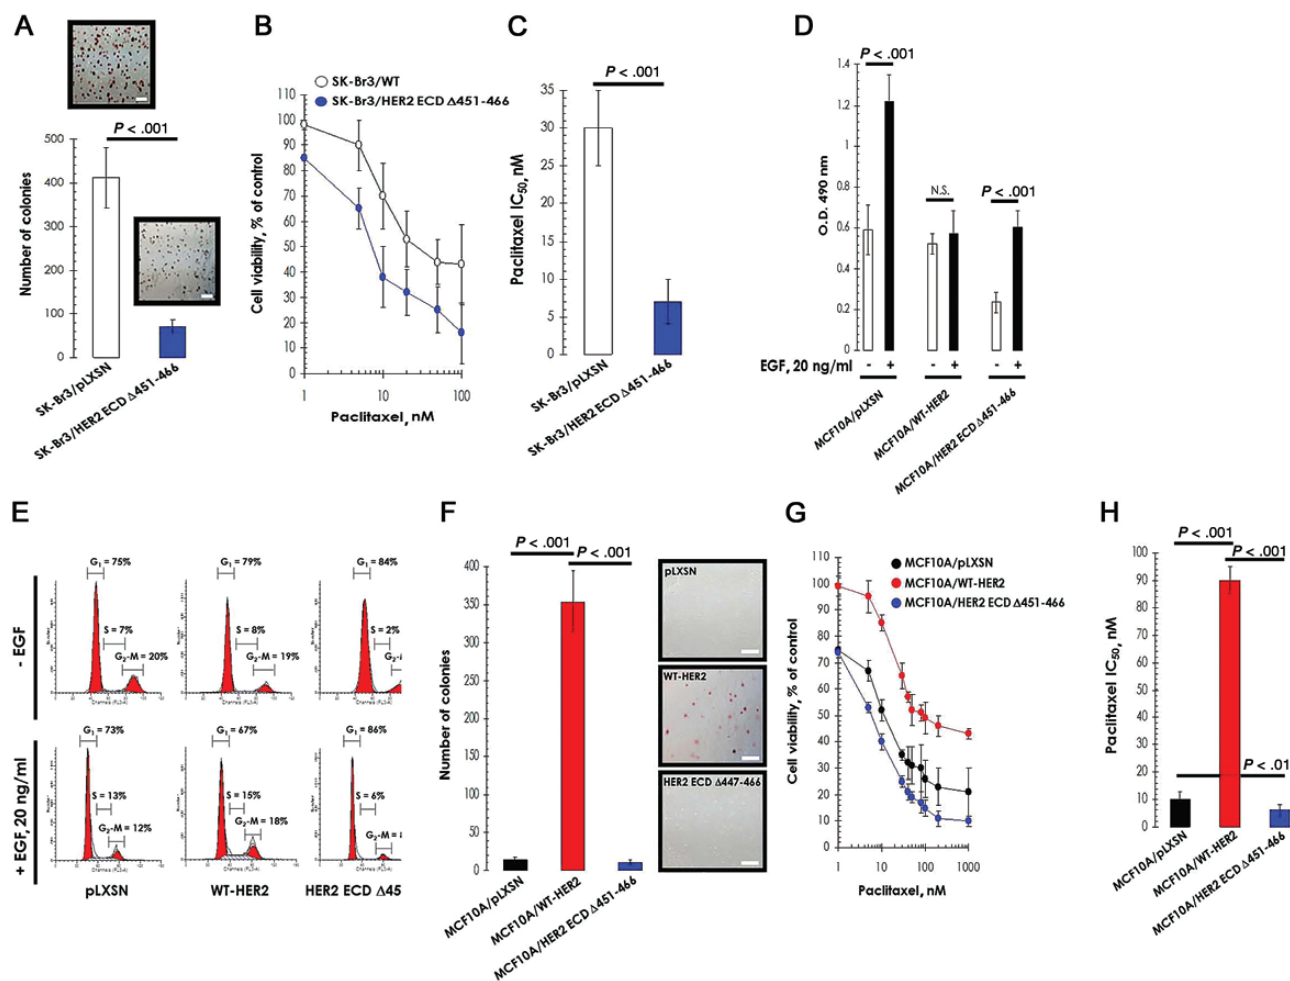 A
P < .001
Number of colonies
500
400
300
200
100
0
SK-Br3/pLXSN
SK-Br3/HER2 ECD Δ451-466
B
SK-Br3/WT
SK-Br3/HER2 ECD Δ451-466
Cell viability, % of control
110
100
90
80
70
60
50
40
30
20
10
0
1 10 100
Paclitaxel, nM
C
P < .001
Paclitaxel IC50, nM
35
30
25
20
15
10
5
0
SK-Br3/pLXSN
SK-Br3/HER2 ECD Δ451-466
D
P < .001
N.S.
P < .001
O.D. 490 nm
1.4
1.2
1
0.8
0.6
0.4
0.2
0
EGF, 20 ng/ml - + - + - +
MCF10A/pLXSN
MCF10A/WT-HER2
MCF10A/HER2 ECD Δ451-466
E
- EGF
G1 = 75%
S = 7%
G2-M = 20%
G1 = 79%
S = 8%
G2-M = 19%
G1 = 84%
S = 2%
+ EGF, 20 ng/ml
G1 = 73%
S = 13%
G2-M = 12%
G1 = 67%
S = 15%
G2-M = 18%
G1 = 86%
S = 6%
G2-M =
pLXSN
WT-HER2
HER2 ECD Δ45
F
P < .001
P < .001
Number of colonies
400
350
300
250
200
150
100
50
0
MCF10A/pLXSN
MCF10A/WT-HER2
MCF10A/HER2 ECD Δ451-466
pLXSN
WT-HER2
HER2 ECD Δ447-466
G
MCF10A/pLXSN
MCF10A/WT-HER2
MCF10A/HER2 ECD Δ451-466
Cell viability, % of control
110
100
90
80
70
60
50
40
30
20
10
0
1 10 100 1000
Paclitaxel, nM
H
P < .001
P < .001
P < .01
Paclitaxel IC50, nM
100
90
80
70
60
50
40
30
20
10
0
MCF10A/pLXSN
MCF10A/WT-HER2
MCF10A/HER2 ECD Δ451-466